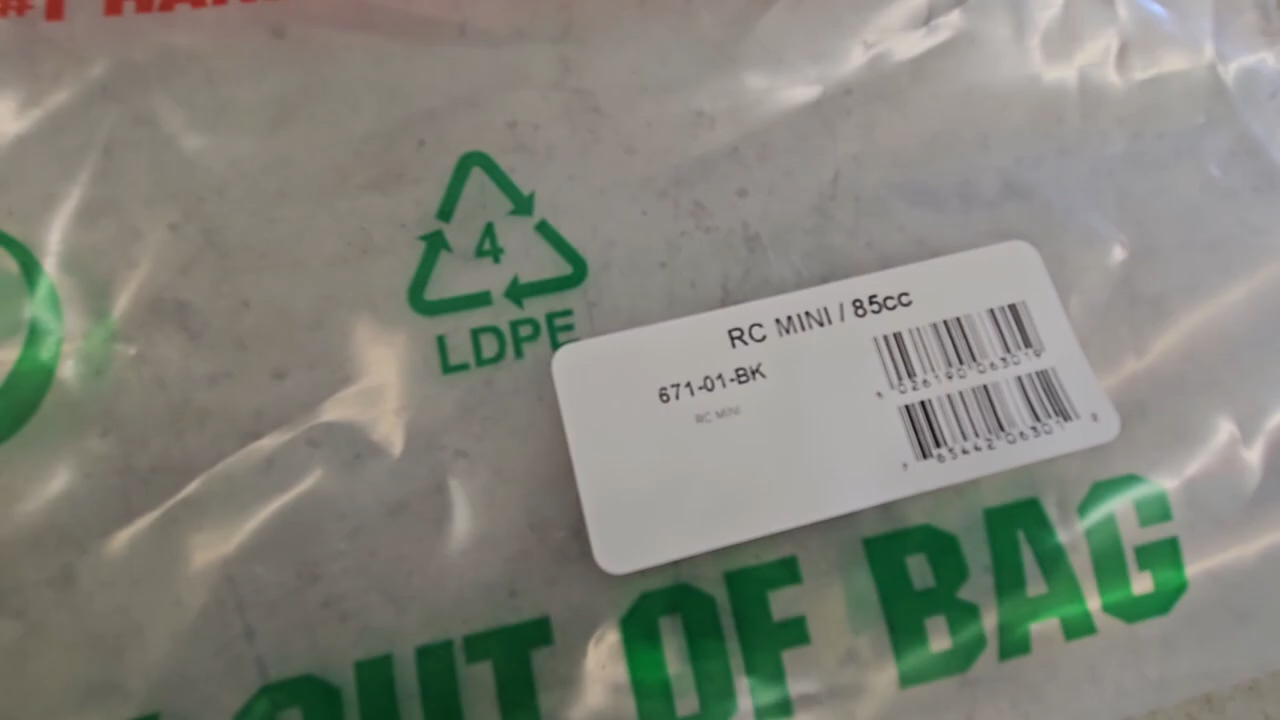 4
LDPE
RC MINI / 85cc
671-01-BK
RC MINI
OUT OF BAG